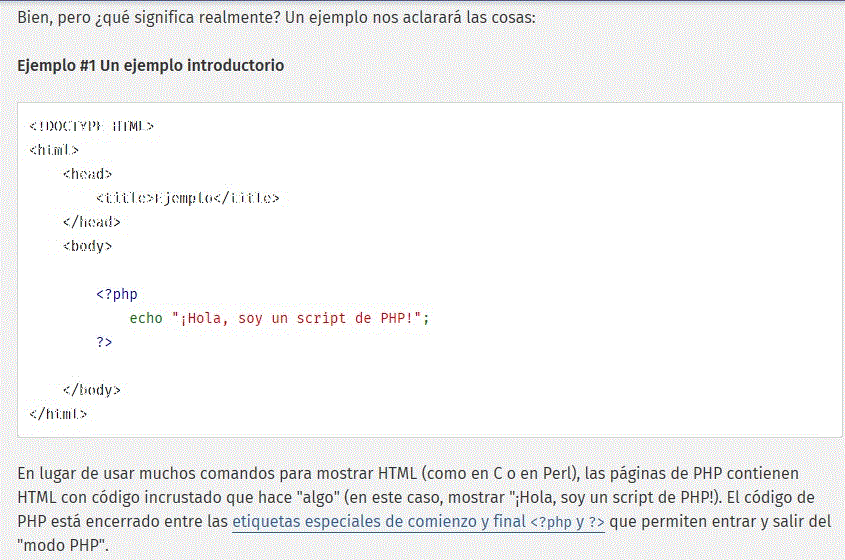 Bien, pero ¿qué significa realmente? Un ejemplo nos aclarará las cosas:
Ejemplo #1 Un ejemplo introductorio
<!DOCTYPE HTML>
<html>
<head>
<title>Ejemplo</title>
</head>
<body>
<?php
echo "¡Hola, soy un script de PHP!";
?>
</body>
</html>
En lugar de usar muchos comandos para mostrar HTML (como en C o en Perl), las páginas de PHP contienen
HTML con código incrustado que hace "algo" (en este caso, mostrar "¡Hola, soy un script de PHP!). El código de
PHP está encerrado entre las etiquetas especiales de comienzo y final <?php y ?> que permiten entrar y salir del
"modo PHP".